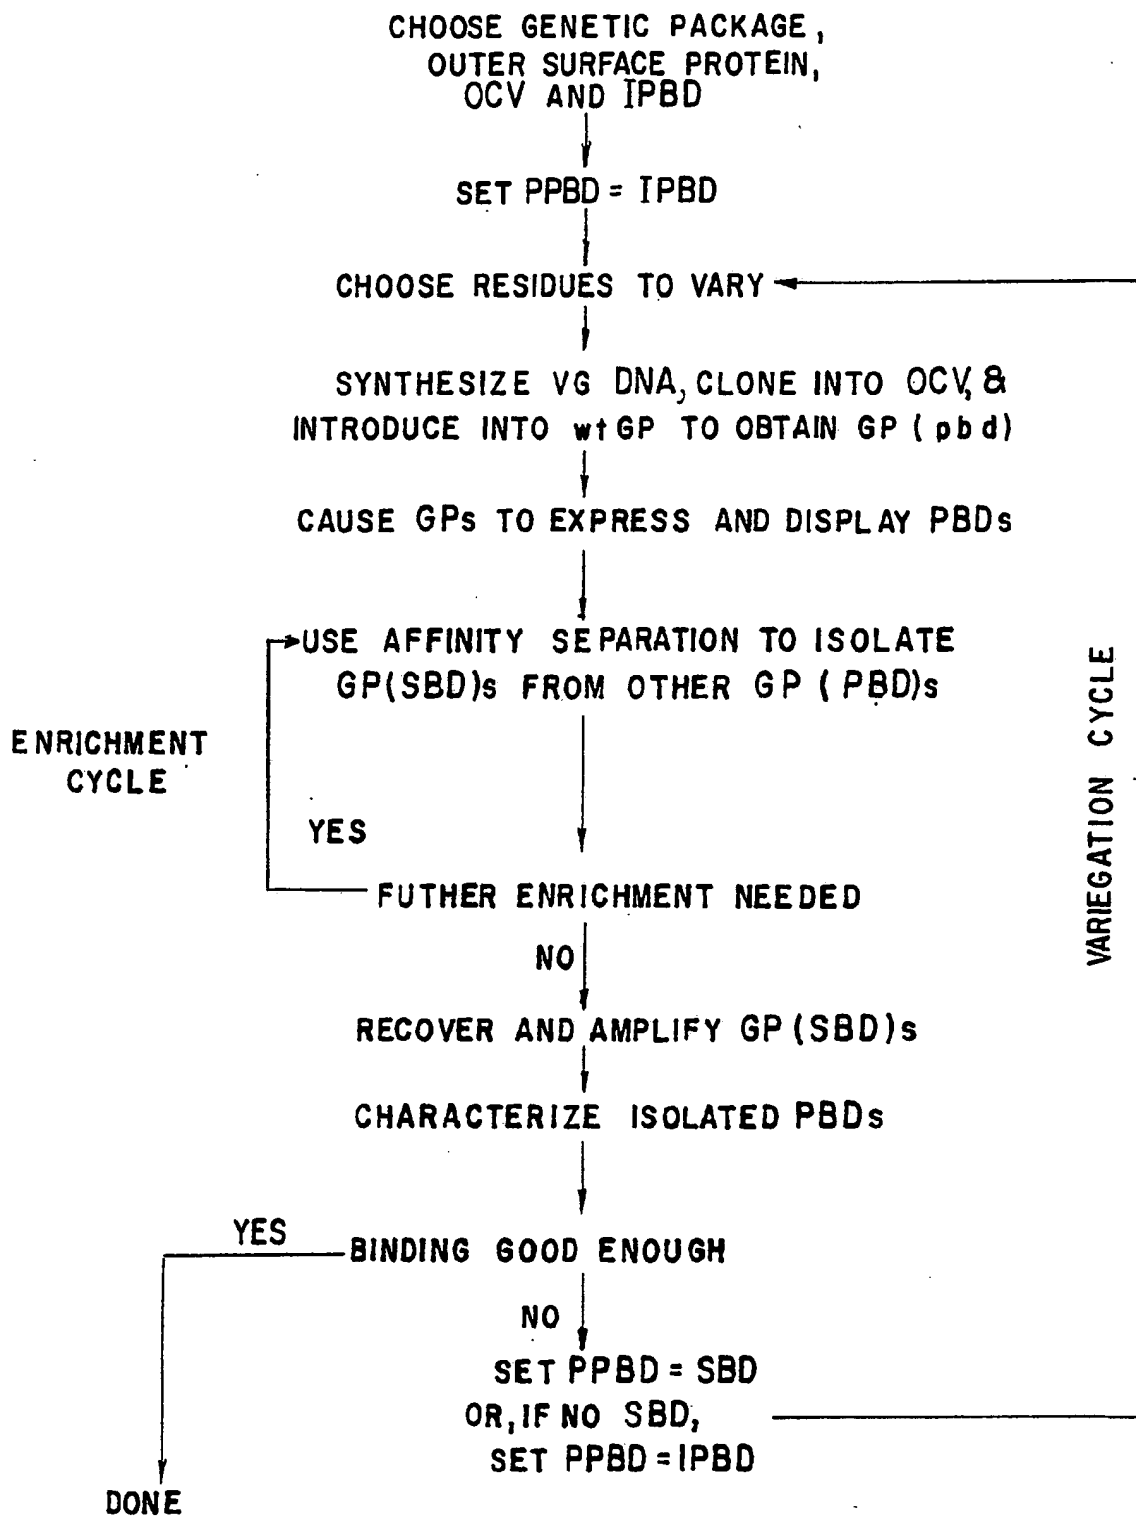 CHOOSE GENETIC PACKAGE,
OUTER SURFACE PROTEIN,
OCV AND IPBD
SET PPBD = IPBD
CHOOSE RESIDUES TO VARY
SYNTHESIZE VG DNA, CLONE INTO OCV, &
INTRODUCE INTO wtGP TO OBTAIN GP (pbd)
CAUSE GPs TO EXPRESS AND DISPLAY PBDs
USE AFFINITY SEPARATION TO ISOLATE
GP(SBD)s FROM OTHER GP (PBD)s
ENRICHMENT
CYCLE
VARIEGATION CYCLE
YES
FUTHER ENRICHMENT NEEDED
NO
RECOVER AND AMPLIFY GP(SBD)s
CHARACTERIZE ISOLATED PBDs
YES
BINDING GOOD ENOUGH
NO
SET PPBD = SBD
OR, IF NO SBD,
SET PPBD = IPBD
DONE